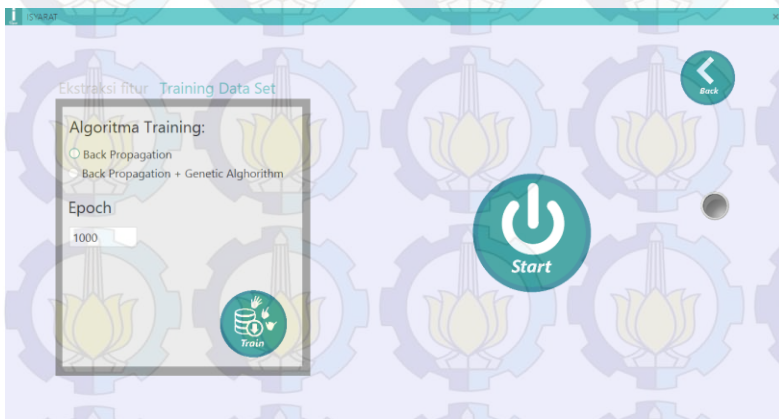 ISYARAT
Ekstraksi fitur Training Data Set
Back
Algoritma Training:
Back Propagation
Back Propagation + Genetic Alghorithm
Epoch
1000
Start
Train